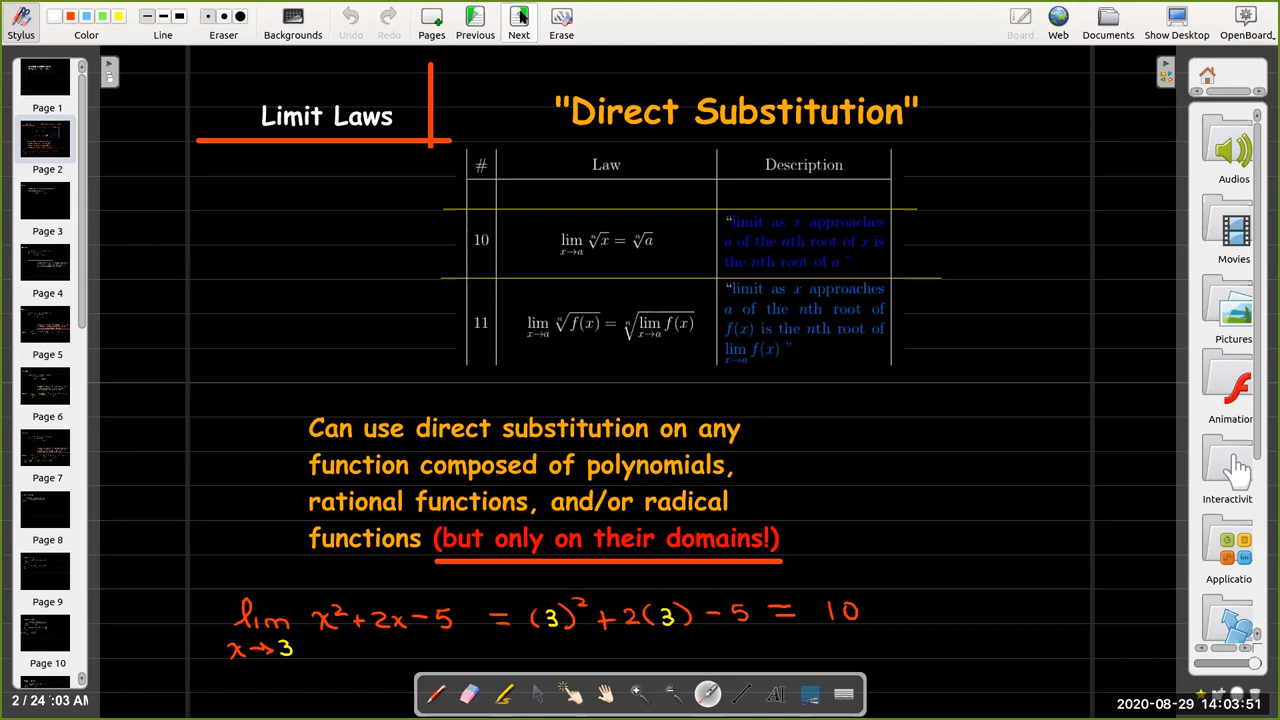 Stylus
Color
Line
Eraser
Backgrounds
Undo
Redo
Pages
Previous
Next
Erase
Board
Web
Documents
Show Desktop
OpenBoard
Page 1
Page 2
Page 3
Page 4
Page 5
Page 6
Page 7
Page 8
Page 9
Page 10
Limit Laws
"Direct Substitution"
# Law Description
10 lim x→a ⁿ√x = ⁿ√a
“limit as x approaches
a of the nth root of x is
the nth root of a ”
11 lim x→a ⁿ√f(x) = ⁿ√lim x→a f(x)
“limit as x approaches
a of the nth root of
f(x) is the nth root of
lim x→a f(x) ”
Can use direct substitution on any
function composed of polynomials,
rational functions, and/or radical
functions (but only on their domains!)
lim x²+2x-5 = (3)²+2(3)-5 = 10
x→3
Audios
Movies
Pictures
Animation
Interactivit
Applicatio
2 / 24 :03 AM
2020-08-29 14:03:51